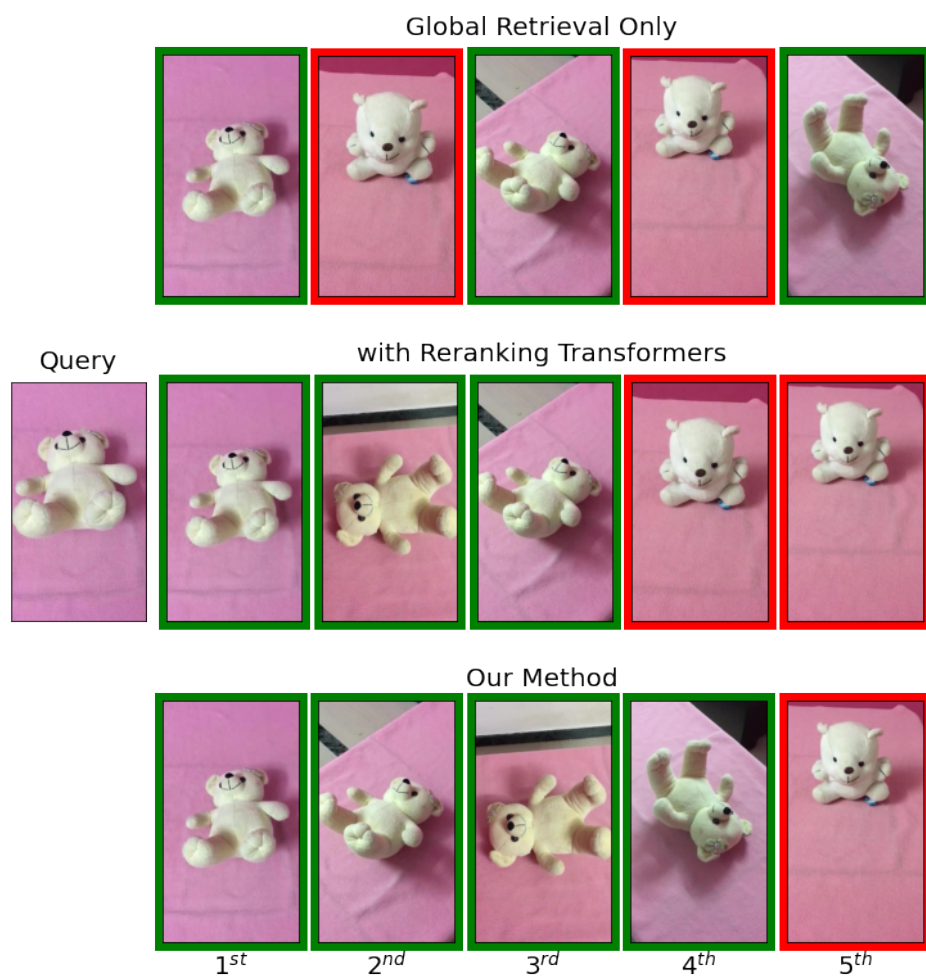 Global Retrieval Only
Query
with Reranking Transformers
Our Method
1st 2nd 3rd 4th 5th